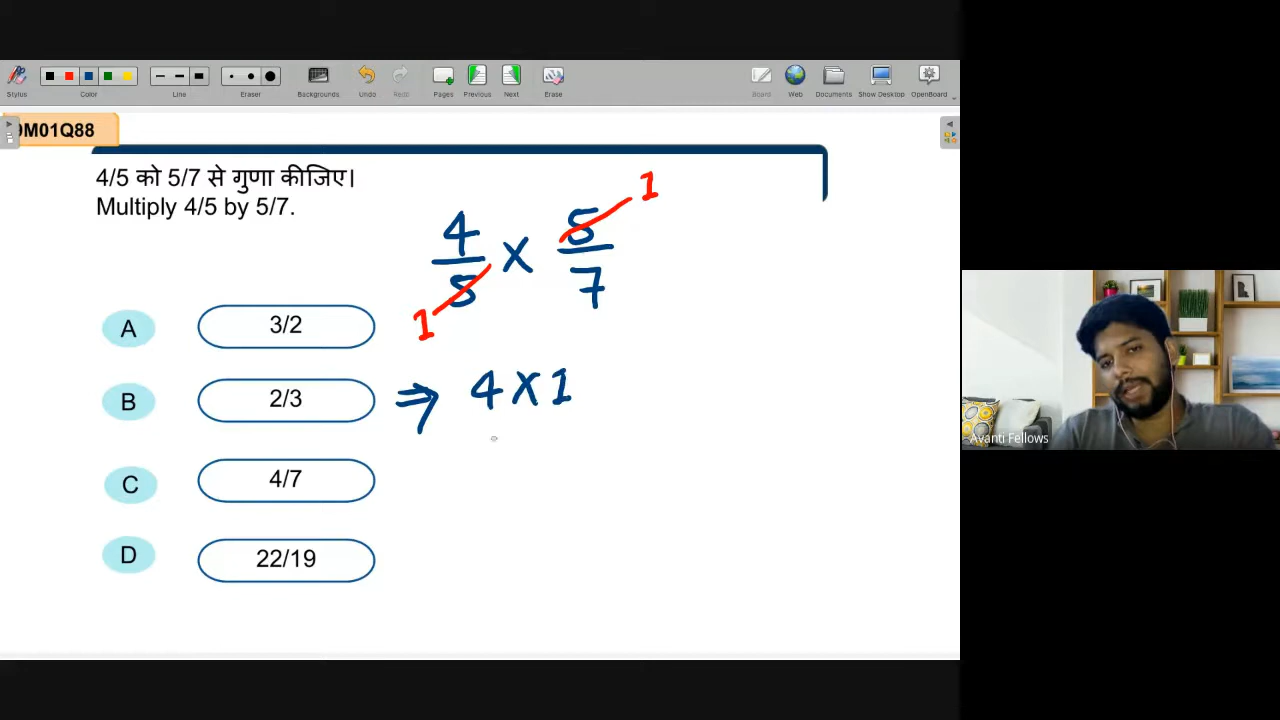 Stylus Color Line Eraser Backgrounds Undo Redo Pages Previous Next Erase Board Web Documents Show Desktop OpenBoard
9M01Q88
4/5 को 5/7 से गुणा कीजिए।
Multiply 4/5 by 5/7.
4/5 × 5/7
1
1
A 3/2
B 2/3
⇒ 4 × 1
C 4/7
D 22/19
Avanti Fellows